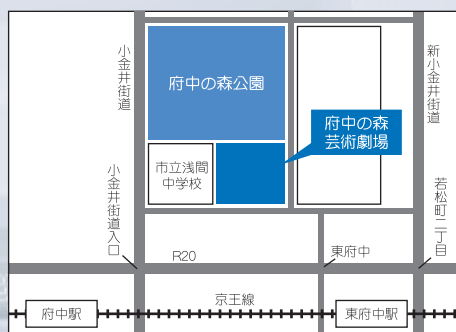 小金井街道
府中の森公園
新小金井街道
府中の森
芸術劇場
市立浅間
中学校
小金井街道入口
若松町二丁目
R20
東府中
京王線
府中駅
東府中駅